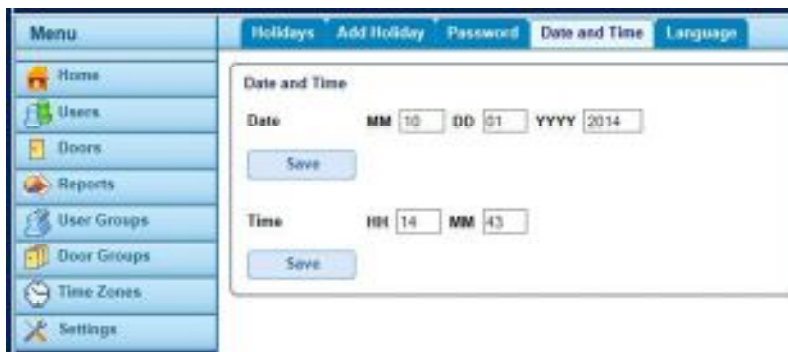 Menu
Home
Users
Doors
Reports
User Groups
Door Groups
Time Zones
Settings
Holidays Add Holiday Password Date and Time Language
Date and Time
Date MM 10 DD 01 YYYY 2014
Save
Time HH 14 MM 43
Save